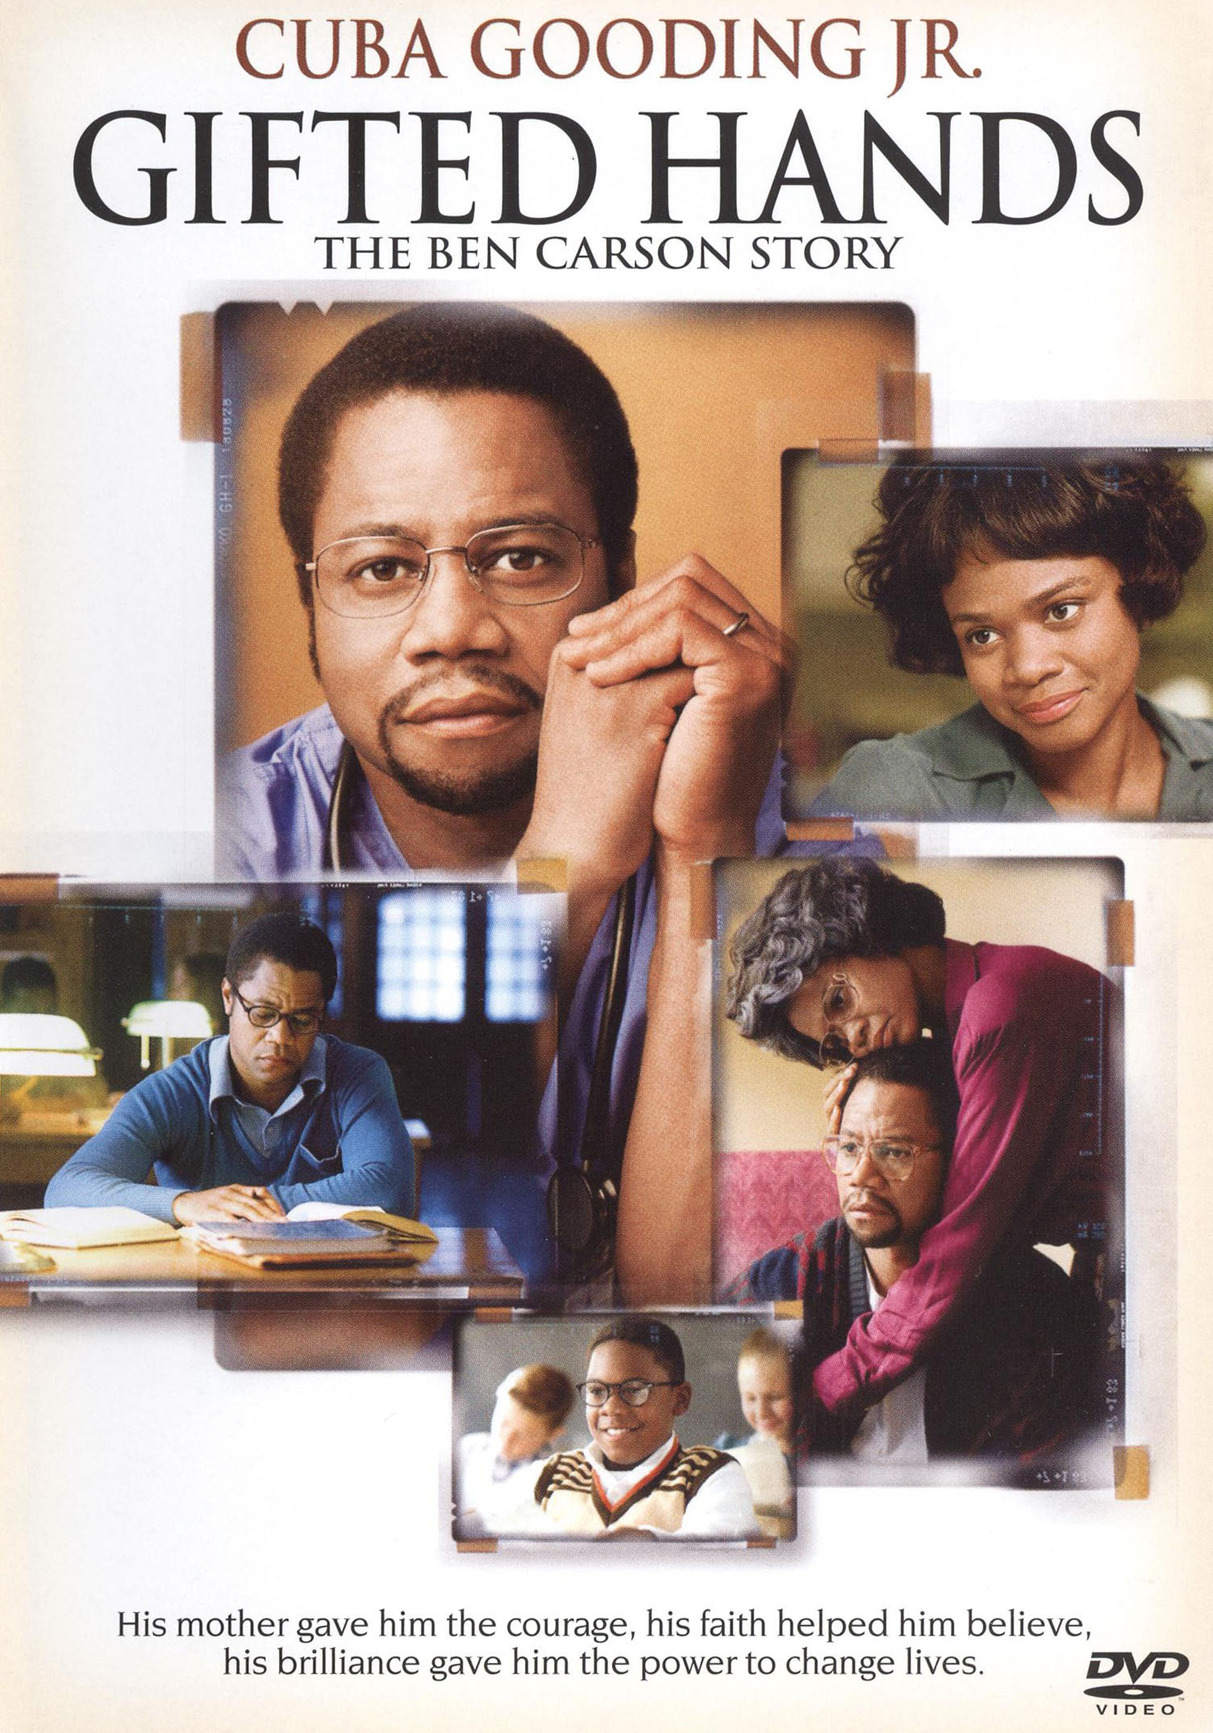 CUBA GOODING JR.
GIFTED HANDS
THE BEN CARSON STORY
His mother gave him the courage, his faith helped him believe,
his brilliance gave him the power to change lives.
DVD
VIDEO